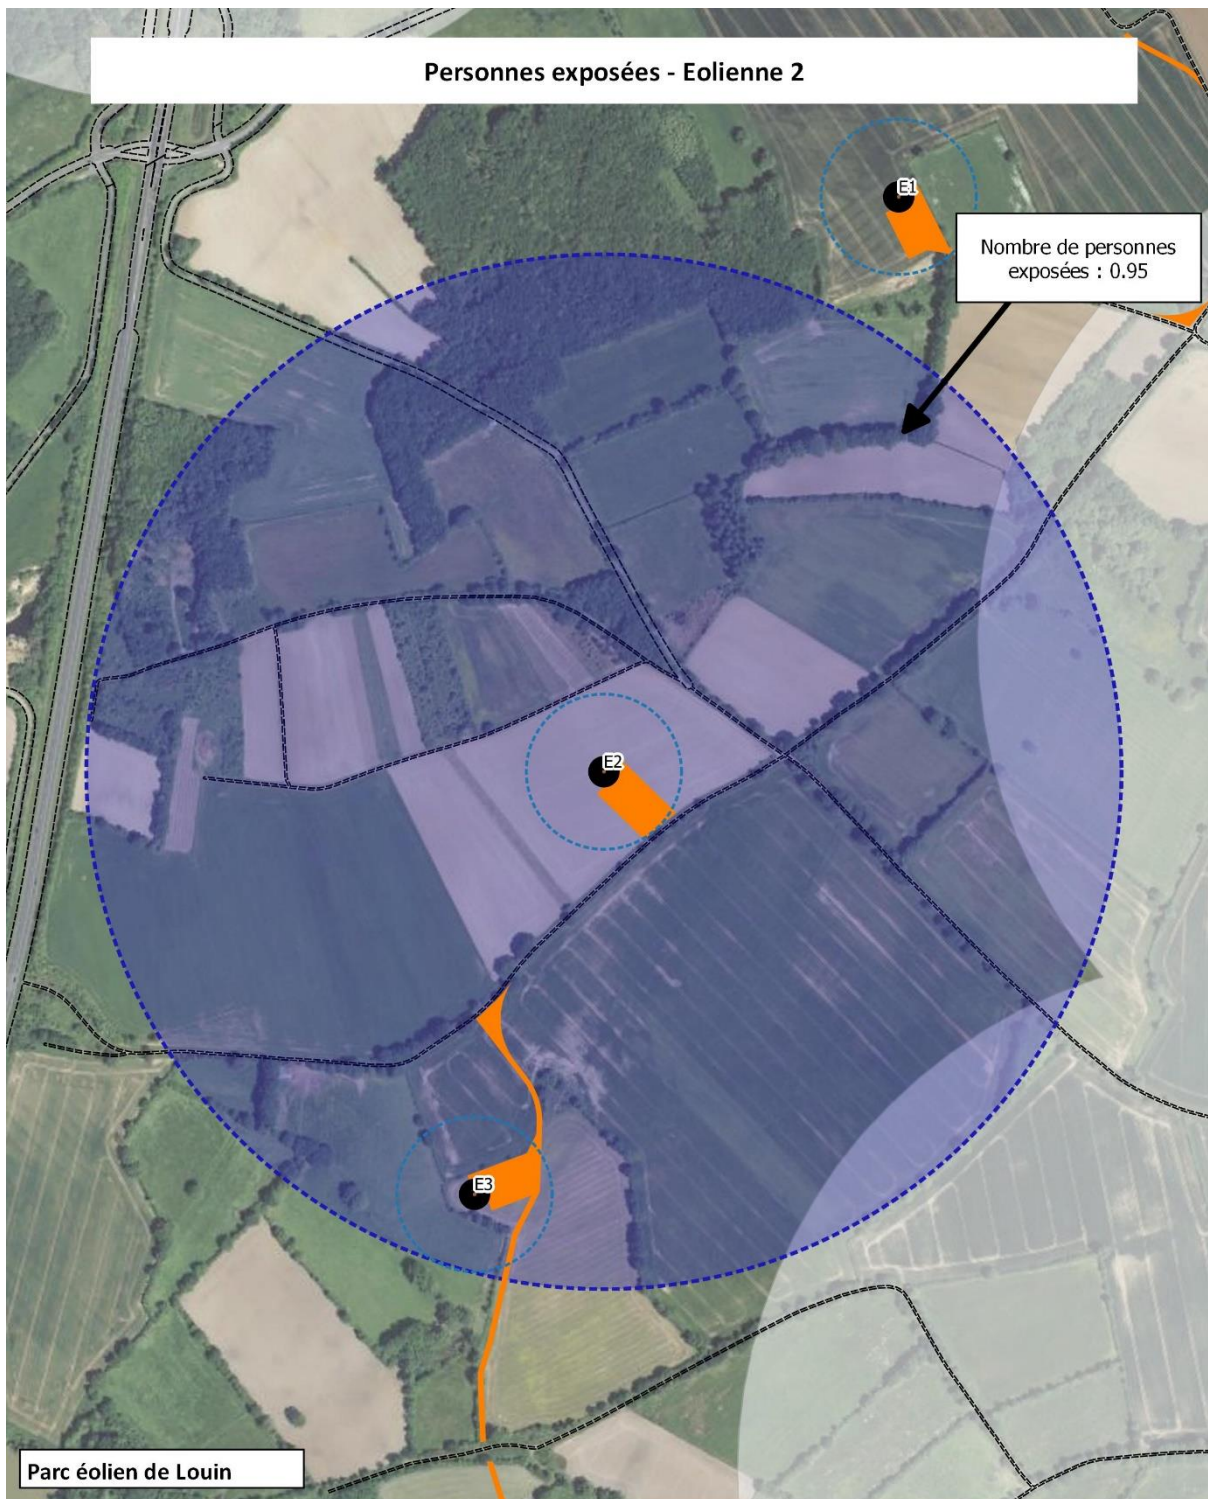 Personnes exposées - Eolienne 2
E1
Nombre de personnes
exposées : 0.95
E2
E3
Parc éolien de Louin